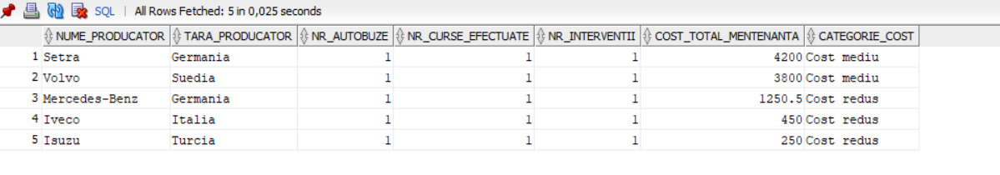 SQL | All Rows Fetched: 5 in 0,025 seconds
NUME_PRODUCATOR TARA_PRODUCATOR NR_AUTOBUZE NR_CURSE_EFECTUATE NR_INTERVENTII COST_TOTAL_MENTENANTA CATEGORIE_COST
1 Setra Germania 1 1 1 4200 Cost mediu
2 Volvo Suedia 1 1 1 3800 Cost mediu
3 Mercedes-Benz Germania 1 1 1 1250.5 Cost redus
4 Iveco Italia 1 1 1 450 Cost redus
5 Isuzu Turcia 1 1 1 250 Cost redus